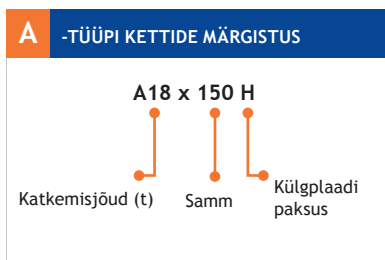 A -TÜÜPI KETTIDE MÄRGISTUS
A18 x 150 H
Katkemisjõud (t)
Samm
Külgplaadi
paksus